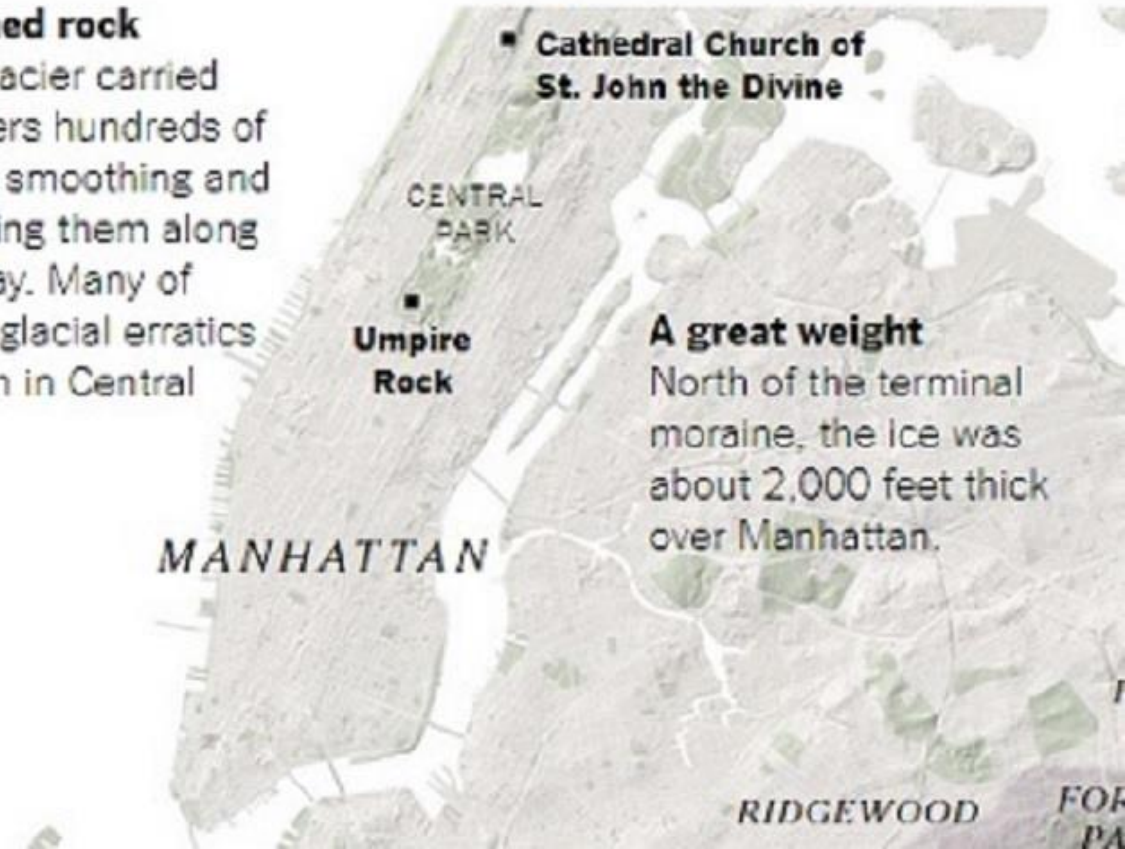 ed rock
acier carried
ers hundreds of
smoothing and
ing them along
ay. Many of
glacial erratics
n in Central
Cathedral Church of
St. John the Divine
CENTRAL
PARK
Umpire
Rock
A great weight
North of the terminal
moraine, the ice was
about 2,000 feet thick
over Manhattan.
MANHATTAN
RIDGEWOOD
FOR
PA